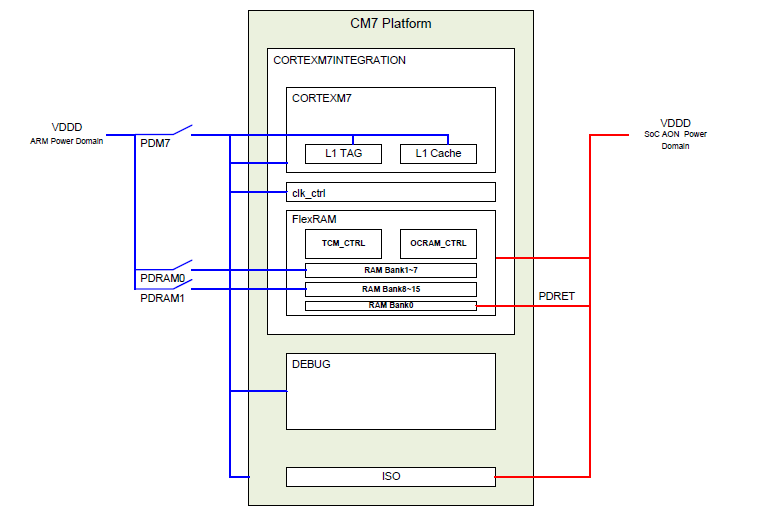 CM7 Platform
CORTEXM7INTEGRATION
CORTEXM7
VDDD
ARM Power Domain
PDM7
VDDD
SoC AON Power
Domain
L1 TAG
L1 Cache
clk_ctrl
FlexRAM
TCM_CTRL
OCRAM_CTRL
RAM Bank1~7
PDRAM0
RAM Bank8~15
PDRAM1
PDRET
RAM Bank0
DEBUG
ISO